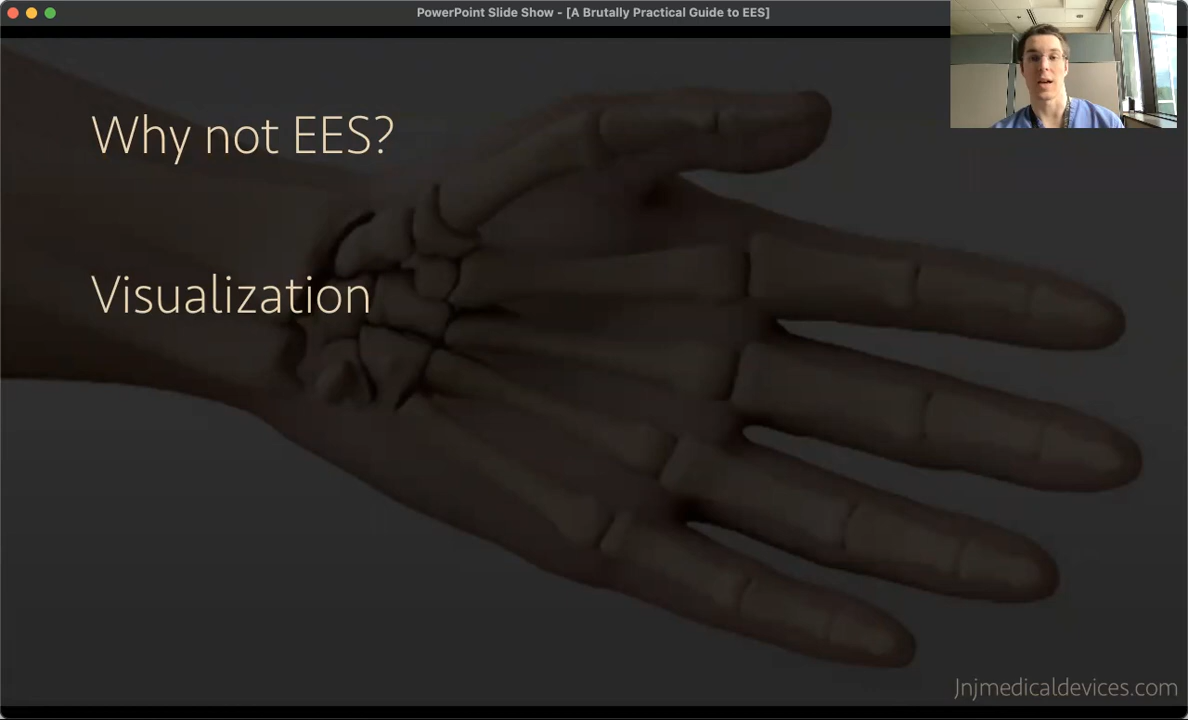 PowerPoint Slide Show - [A Brutally Practical Guide to EES]
Why not EES?
Visualization
Jnjmedicaldevices.com